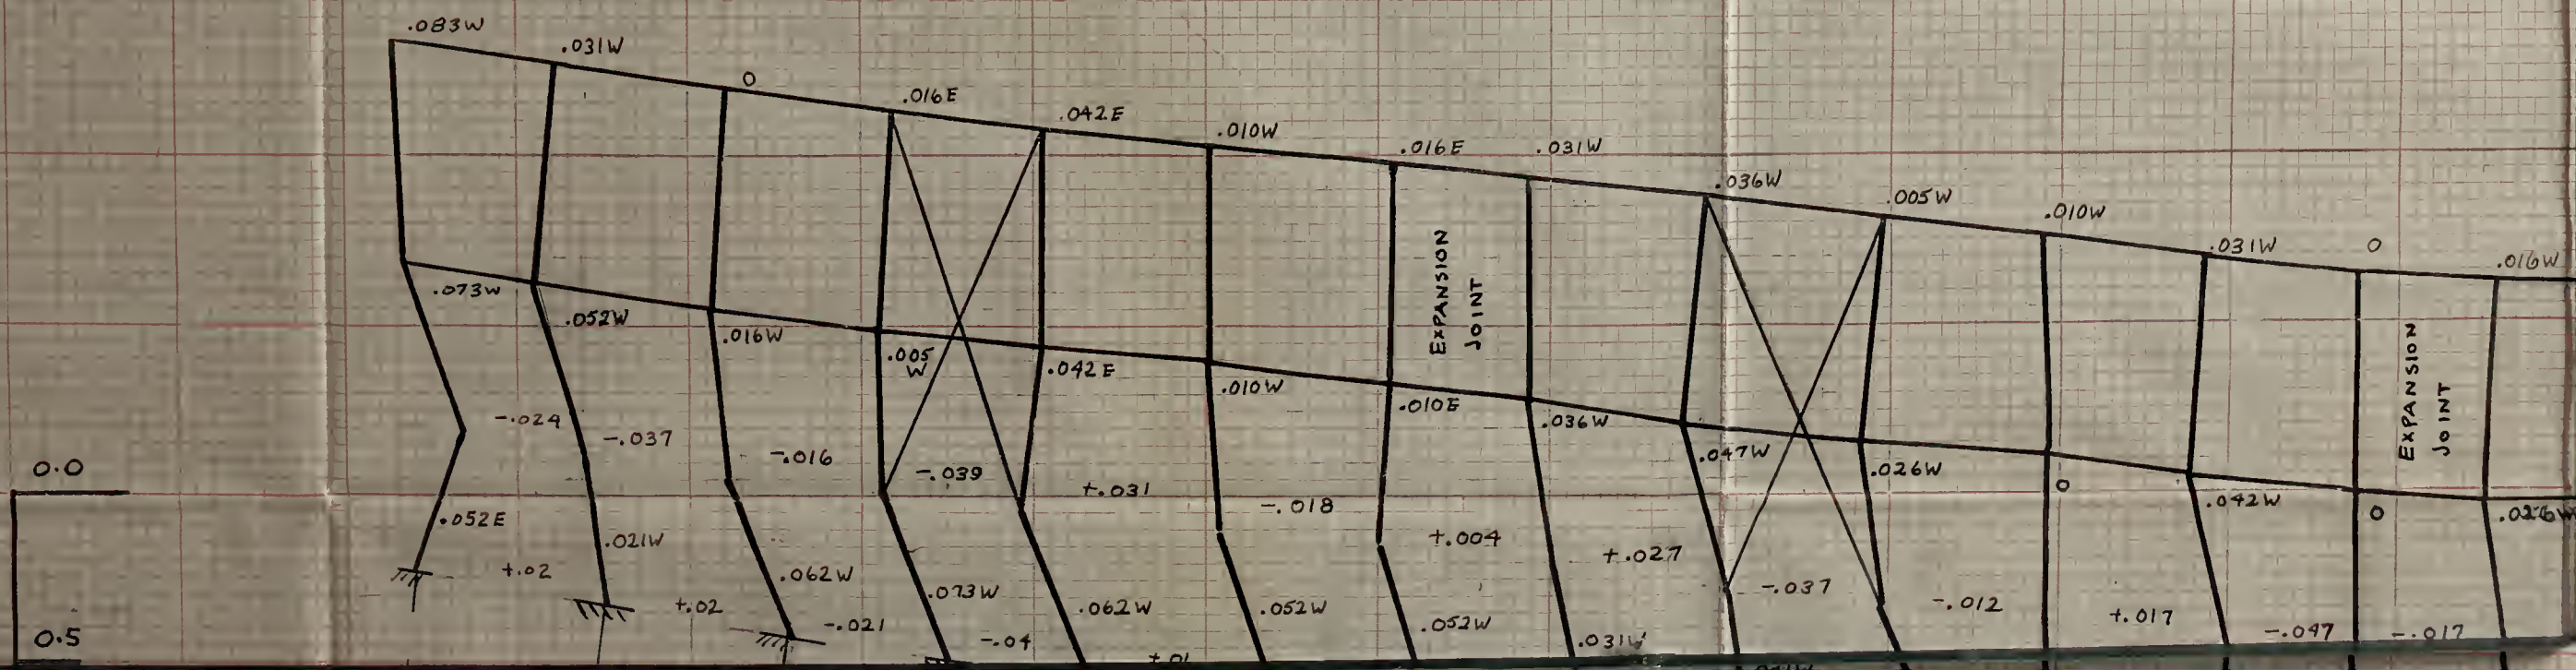 .083W
.031W
0
.016E
.042E
.010W
.016E
.031W
.036W
.005W
.010W
.031W
0
.016W
EXPANSION
JOINT
EXPANSION
JOINT
.073W
.052W
.016W
.005
W
.042E
.010W
.010E
.036W
.047W
.026W
0
.042W
0
.026W
-.024
-.037
-.016
-.039
+.031
-.018
+.004
+.027
-.037
-.012
+.017
-.047
-.017
0.0
.052E
.021W
.062W
.073W
.062W
.052W
.052W
.031W
+.02
+.02
-.021
-.04
0.5